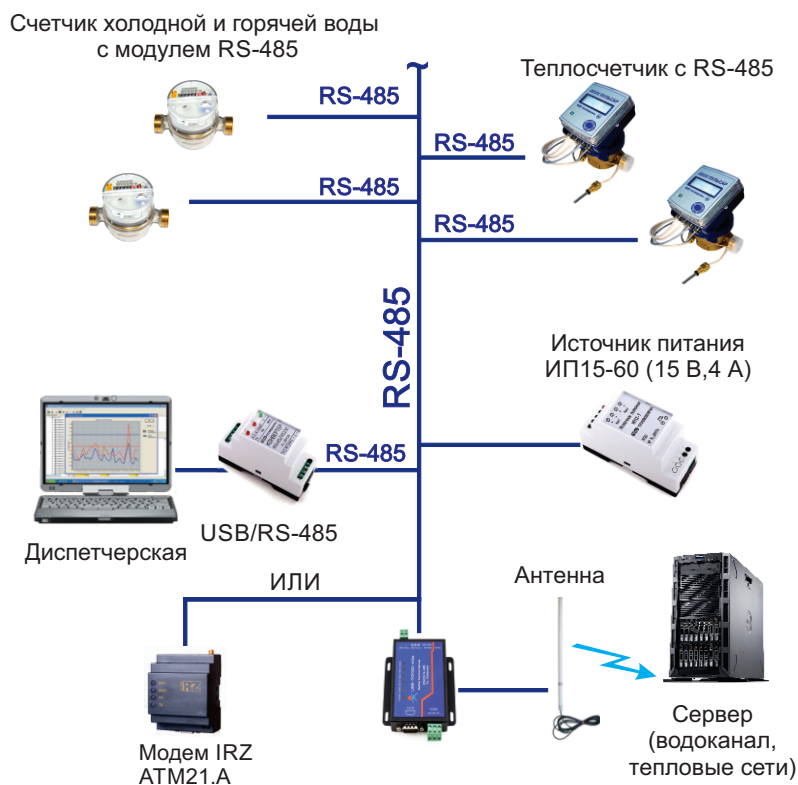 Счетчик холодной и горячей воды
с модулем RS-485
Теплосчетчик с RS-485
RS-485
RS-485
RS-485
RS-485
RS-485
Источник питания
ИП15-60 (15 В,4 А)
RS-485
USB/RS-485
Диспетчерская
ИЛИ
Антенна
IRZ
Модем IRZ
ATM21.A
Сервер
(водоканал,
тепловые сети)